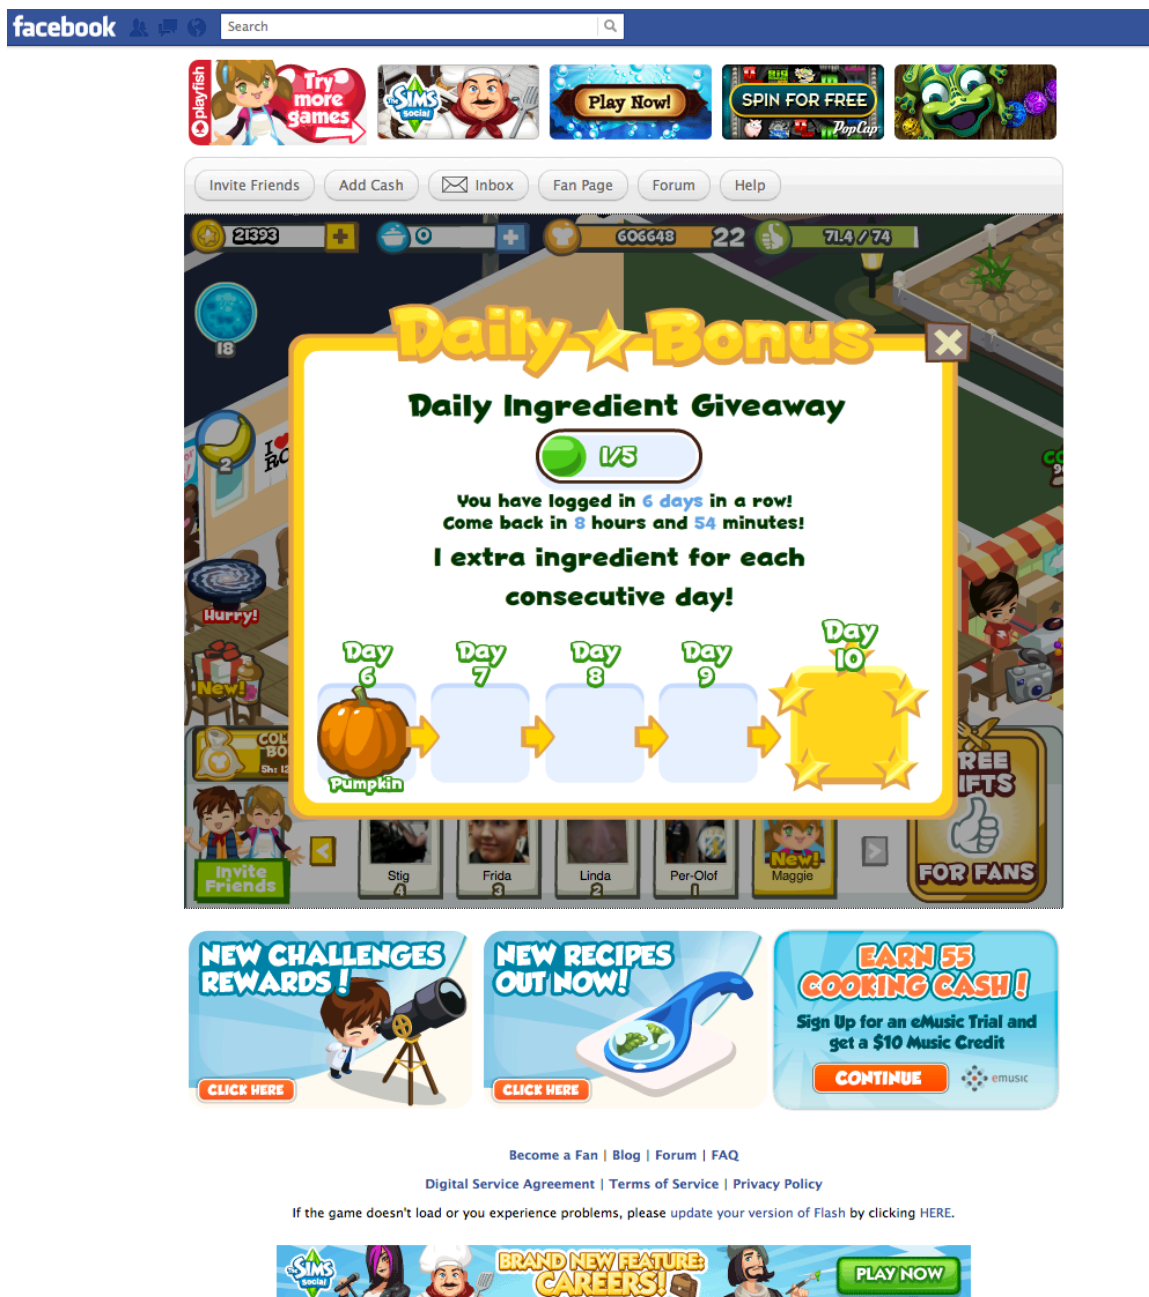 facebook
Search
playfish
Try
more
games
The
SIMS
social
Play Now!
SPIN FOR FREE
PopCap
Invite Friends
Add Cash
Inbox
Fan Page
Forum
Help
21393
0
606648
22
71.4 / 74
18
Daily Bonus
Daily Ingredient Giveaway
1/5
You have logged in 6 days in a row!
Come back in 8 hours and 54 minutes!
1 extra ingredient for each
consecutive day!
2
I
Hurry!
New!
Day
6
Day
7
Day
8
Day
9
Day
10
Pumpkin
5h: 12
FOR FANS
Invite
Friends
Stig
4
Frida
3
Linda
2
Per-Olof
1
New!
Maggie
NEW CHALLENGES
REWARDS!
CLICK HERE
NEW RECIPES
OUT NOW!
CLICK HERE
EARN 55
COOKING CASH!
Sign Up for an eMusic Trial and
get a $10 Music Credit
CONTINUE
emusic
Become a Fan | Blog | Forum | FAQ
Digital Service Agreement | Terms of Service | Privacy Policy
If the game doesn't load or you experience problems, please update your version of Flash by clicking HERE.
The
SIMS
social
BRAND NEW FEATURE:
CAREERS!
PLAY NOW